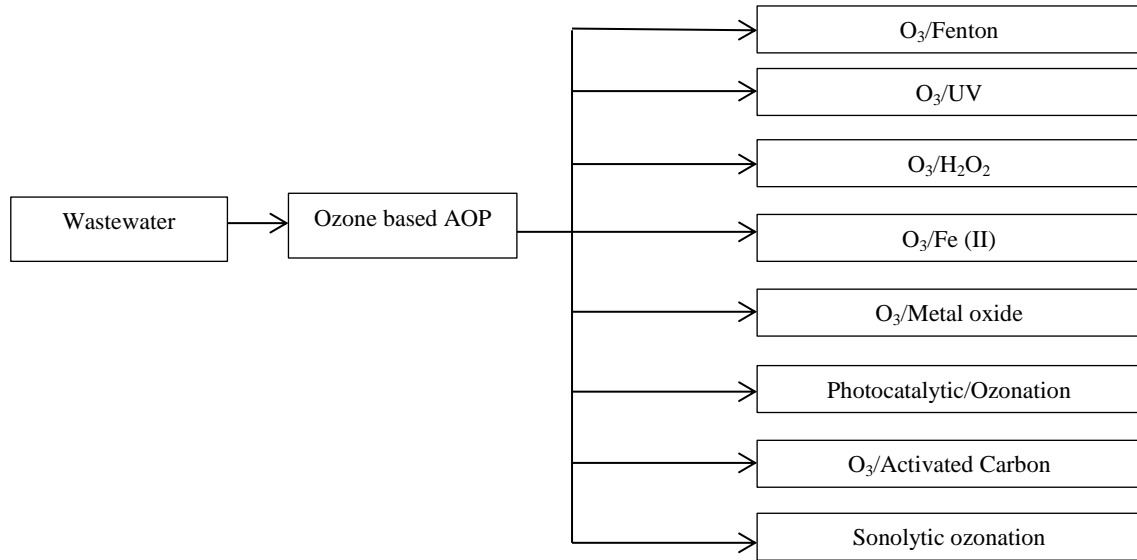 Wastewater
Ozone based AOP
O₃/Fenton
O₃/UV
O₃/H₂O₂
O₃/Fe (II)
O₃/Metal oxide
Photocatalytic/Ozonation
O₃/Activated Carbon
Sonolytic ozonation